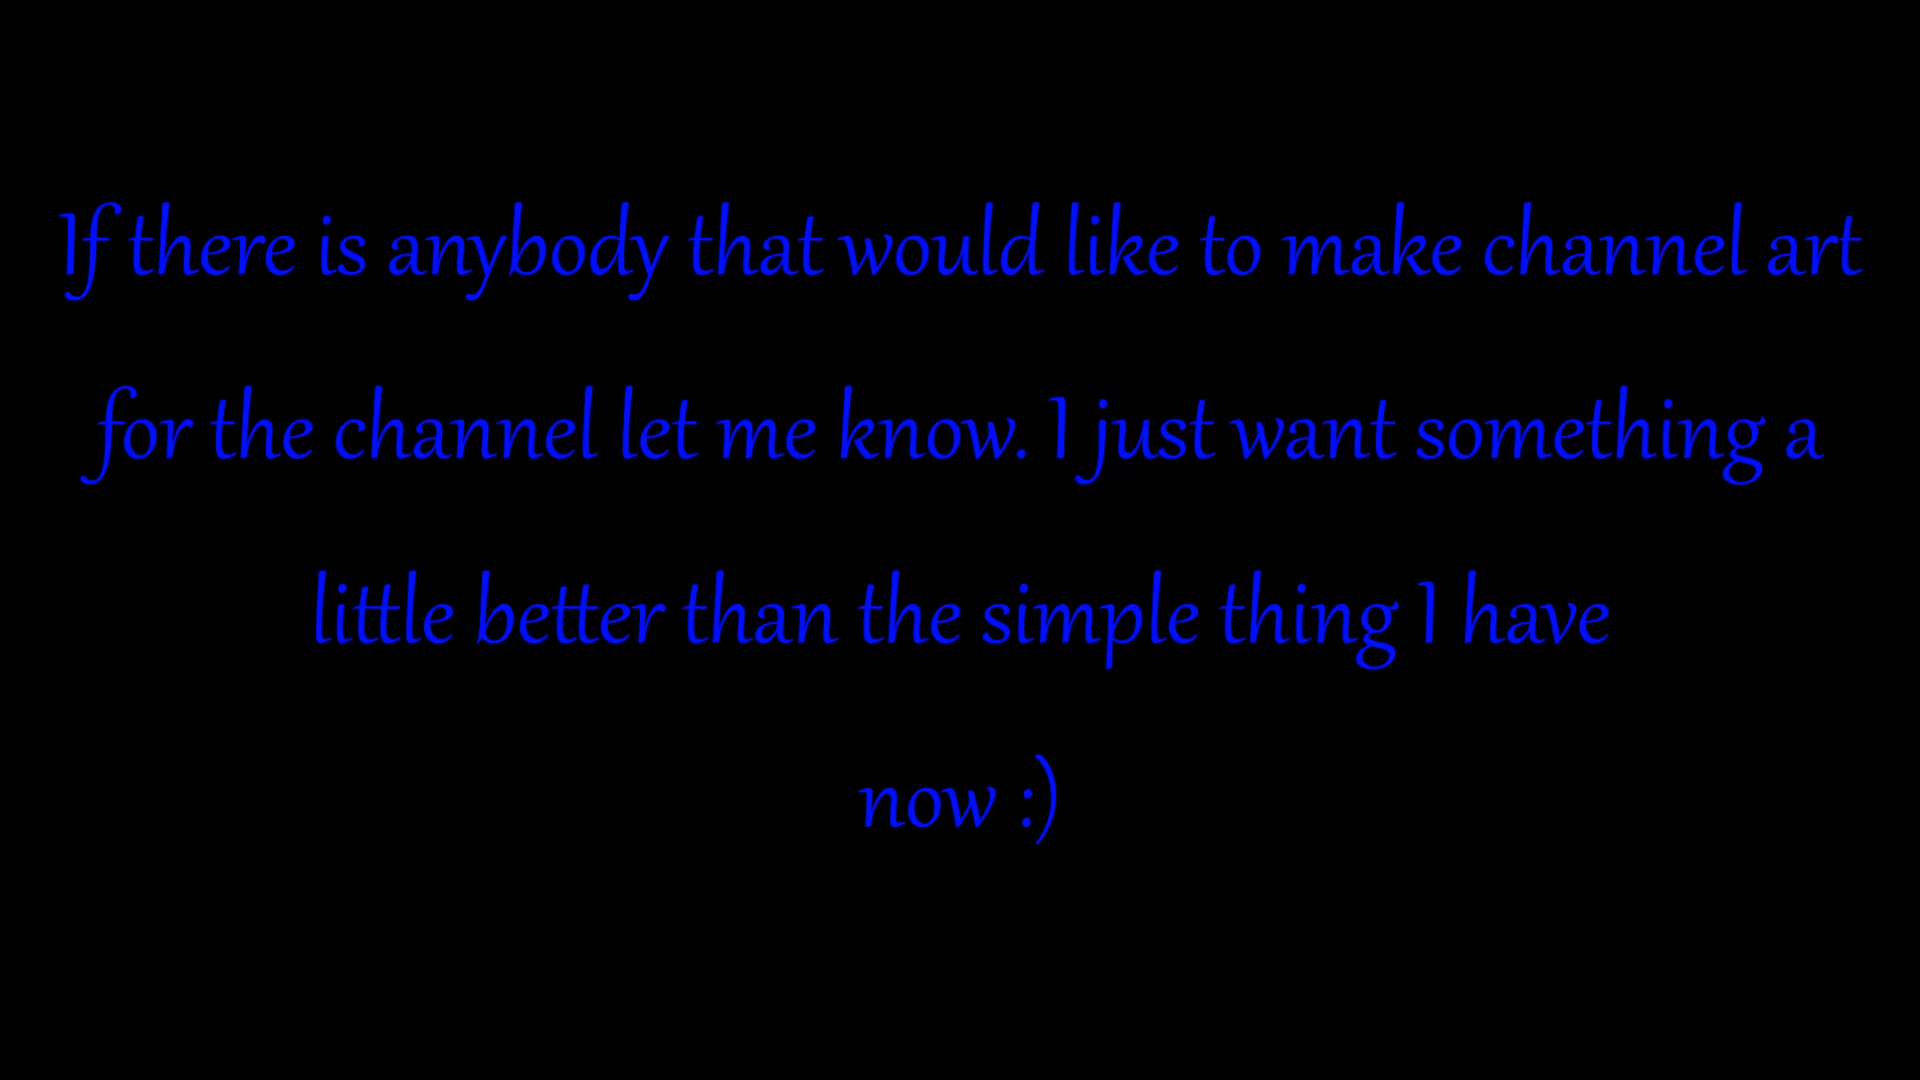 If there is anybody that would like to make channel art
for the channel let me know. I just want something a
little better than the simple thing I have
now :)